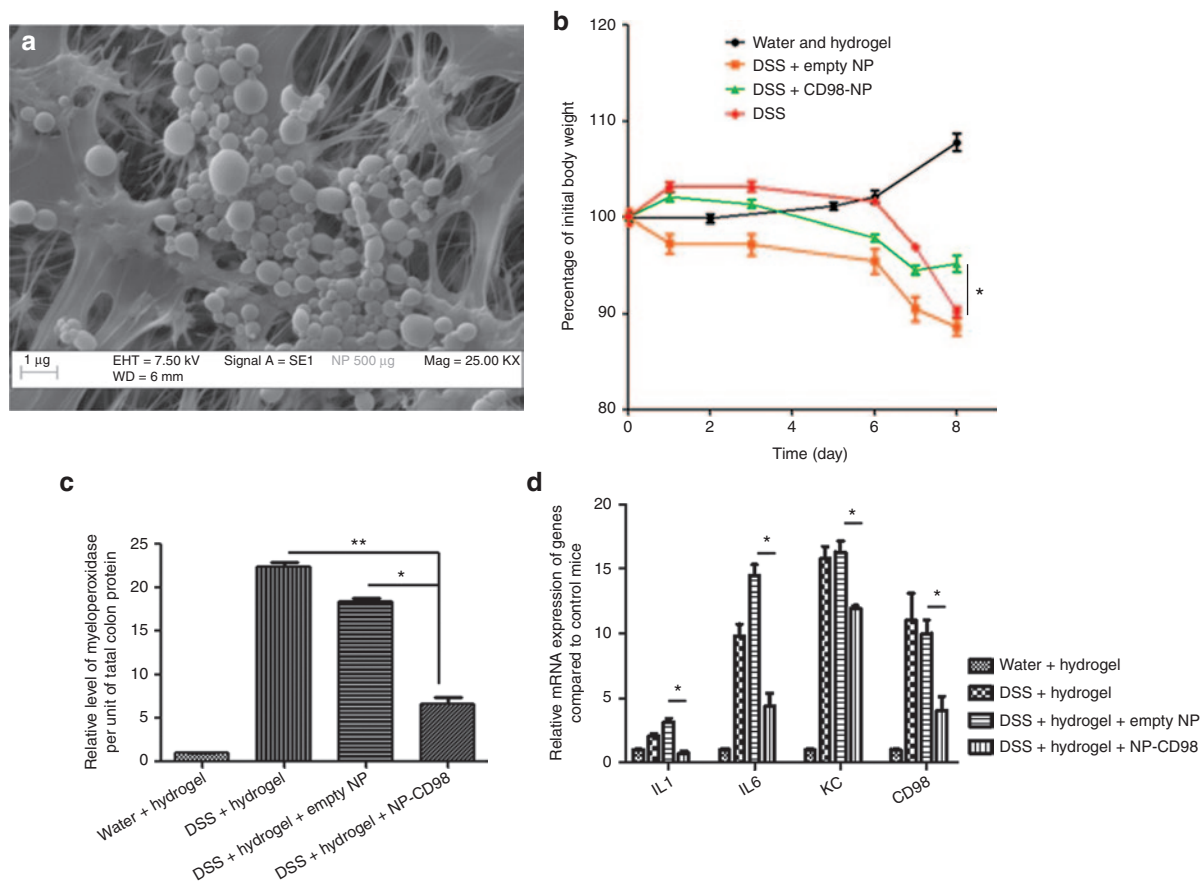 a
1 µg
EHT = 7.50 kV
Signal A = SE1
NP 500 µg
Mag = 25.00 KX
WD = 6 mm
b
120
110
100
90
80
Percentage of initial body weight
Water and hydrogel
DSS + empty NP
DSS + CD98-NP
DSS
*
0
2
4
6
8
Time (day)
c
Relative level of myeloperoxidase
per unit of tatal colon protein
25
20
15
10
5
0
**
*
Water + hydrogel
DSS + hydrogel
DSS + hydrogel + empty NP
DSS + hydrogel + NP-CD98
d
Relative mRNA expression of genes
compared to control mice
20
15
10
5
0
*
*
*
*
IL1
IL6
KC
CD98
Water + hydrogel
DSS + hydrogel
DSS + hydrogel + empty NP
DSS + hydrogel + NP-CD98